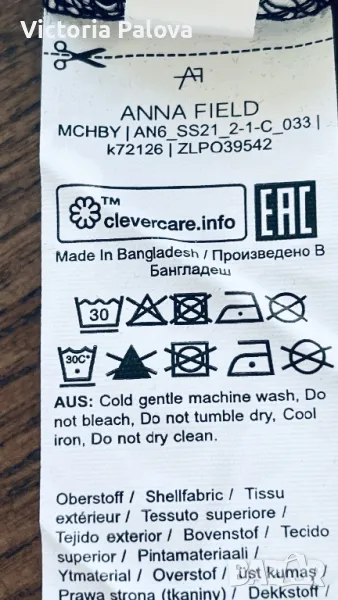 Victoria Palova
ANNA FIELD
MCHBY | AN6_SS21_2-1-C_033 |
k72126 | ZLPO39542
TM
clevercare.info
EAC
Made In Bangladesh / Произведено В
Бангладеш
30
30C°
AUS: Cold gentle machine wash, Do
not bleach, Do not tumble dry, Cool
iron, Do not dry clean.
Oberstoff / Shellfabric / Tissu
extérieur / Tessuto superiore /
Tejido exterior / Bovenstof / Tecido
superior / Pintamateriaali /
Ytmaterial / Overstof / üst kumaş /
Prawa strona (tkaniny) / Dekkstoff /